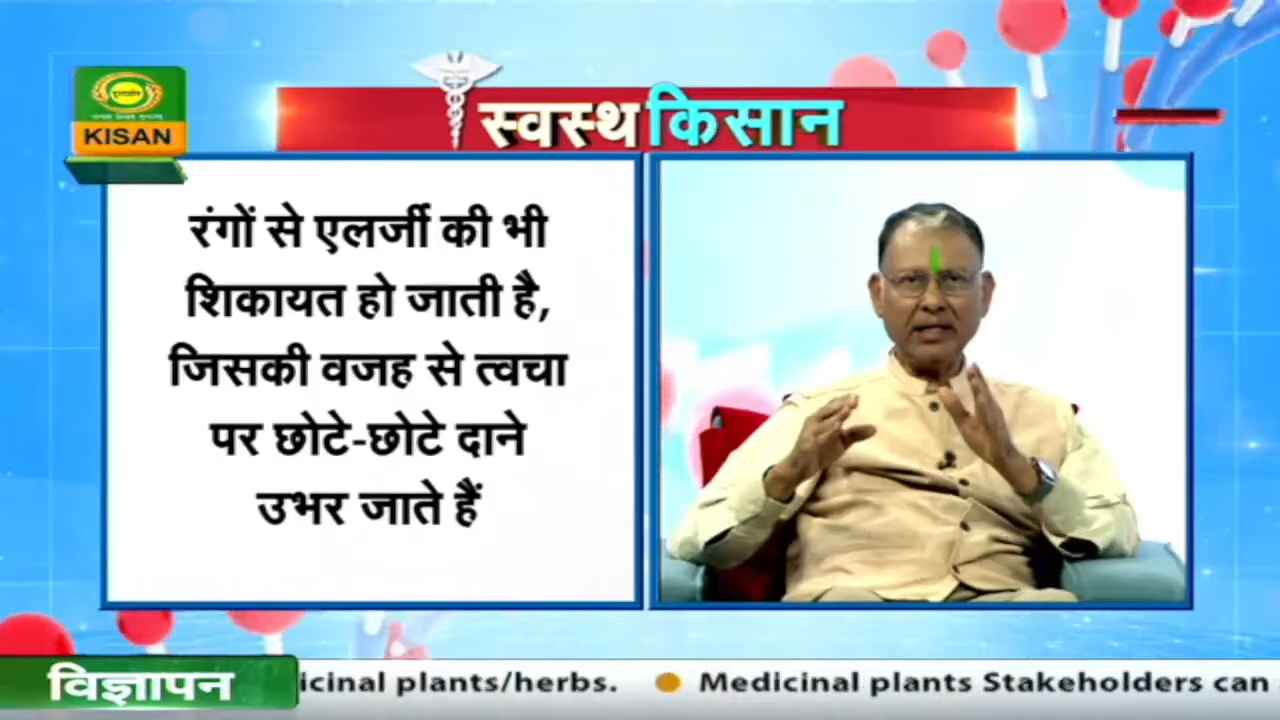 KISAN
स्वस्थ किसान
रंगों से एलर्जी की भी
शिकायत हो जाती है,
जिसकी वजह से त्वचा
पर छोटे-छोटे दाने
उभर जाते हैं
विज्ञापन
icinal plants/herbs. Medicinal plants Stakeholders can